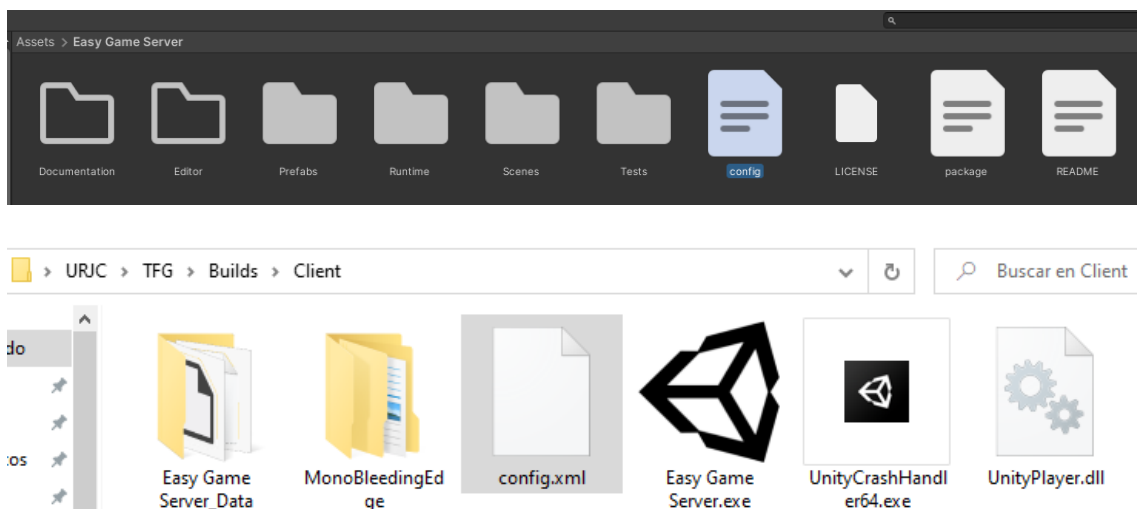 Assets > Easy Game Server
Documentation
Editor
Prefabs
Runtime
Scenes
Tests
config
LICENSE
package
README
> URJC > TFG > Builds > Client
Buscar en Client
do
tos
Easy Game
Server_Data
MonoBleedingEd
ge
config.xml
Easy Game
Server.exe
UnityCrashHandl
er64.exe
UnityPlayer.dll